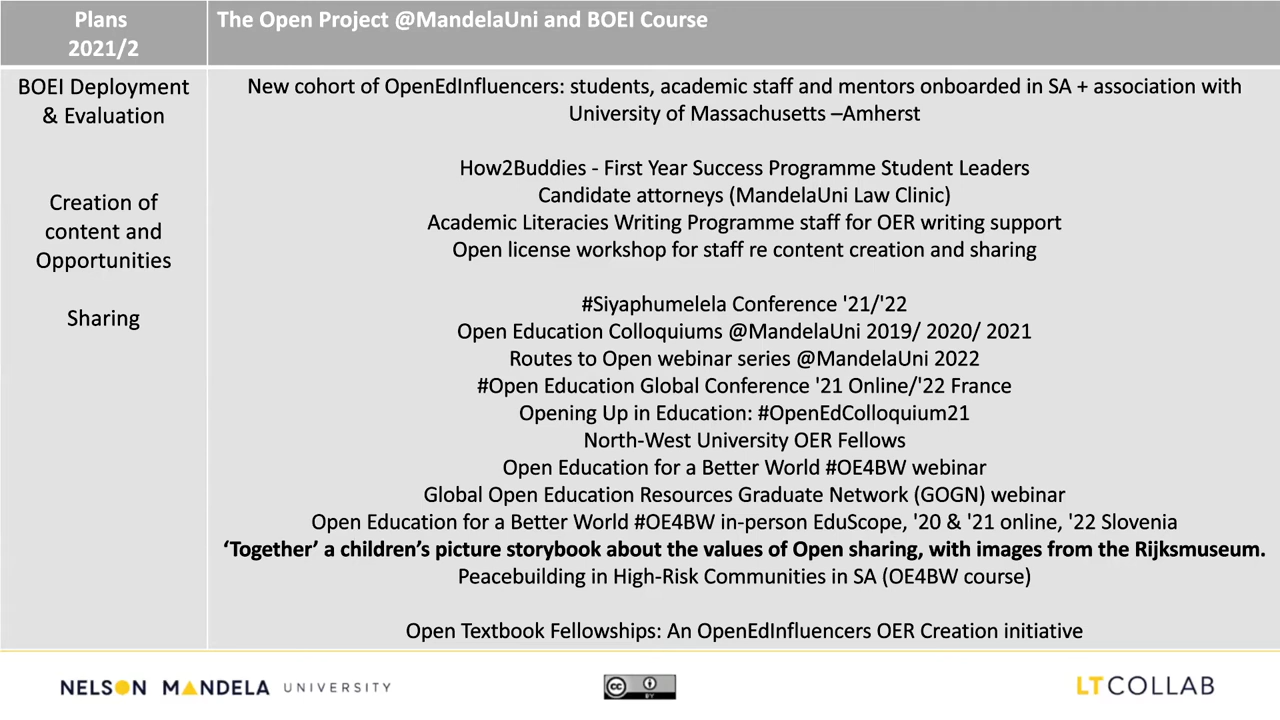 Plans
2021/2
The Open Project @MandelaUni and BOEI Course
BOEI Deployment
& Evaluation
New cohort of OpenEdInfluencers: students, academic staff and mentors onboarded in SA + association with
University of Massachusetts –Amherst
Creation of
content and
Opportunities
How2Buddies - First Year Success Programme Student Leaders
Candidate attorneys (MandelaUni Law Clinic)
Academic Literacies Writing Programme staff for OER writing support
Open license workshop for staff re content creation and sharing
Sharing
#Siyaphumelela Conference '21/'22
Open Education Colloquiums @MandelaUni 2019/ 2020/ 2021
Routes to Open webinar series @MandelaUni 2022
#Open Education Global Conference '21 Online/'22 France
Opening Up in Education: #OpenEdColloquium21
North-West University OER Fellows
Open Education for a Better World #OE4BW webinar
Global Open Education Resources Graduate Network (GOGN) webinar
Open Education for a Better World #OE4BW in-person EduScope, '20 & '21 online, '22 Slovenia
‘Together’ a children’s picture storybook about the values of Open sharing, with images from the Rijksmuseum.
Peacebuilding in High-Risk Communities in SA (OE4BW course)
Open Textbook Fellowships: An OpenEdInfluencers OER Creation initiative
NELSON MANDELA UNIVERSITY
CC BY
LTCOLLAB